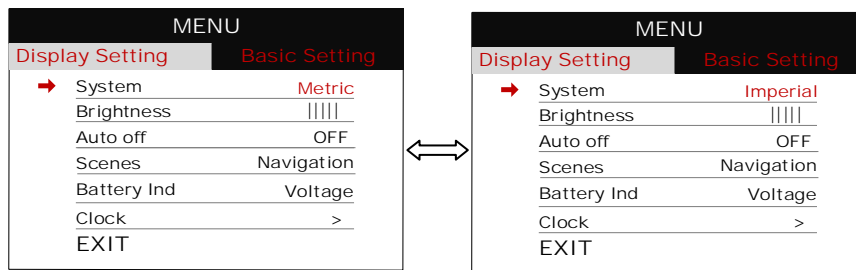 MENU
Display Setting Basic Setting
System Metric
Brightness |||||
Auto off OFF
Scenes Navigation
Battery Ind Voltage
Clock >
EXIT
MENU
Display Setting Basic Setting
System Imperial
Brightness |||||
Auto off OFF
Scenes Navigation
Battery Ind Voltage
Clock >
EXIT